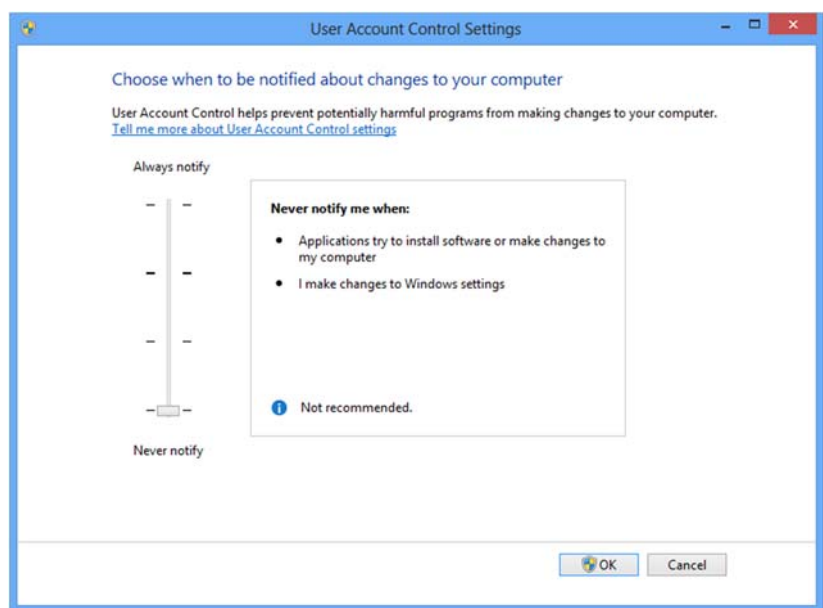 User Account Control Settings
Choose when to be notified about changes to your computer
User Account Control helps prevent potentially harmful programs from making changes to your computer.
Tell me more about User Account Control settings
Always notify
Never notify me when:
• Applications try to install software or make changes to
my computer
• I make changes to Windows settings
Not recommended.
Never notify
OK Cancel